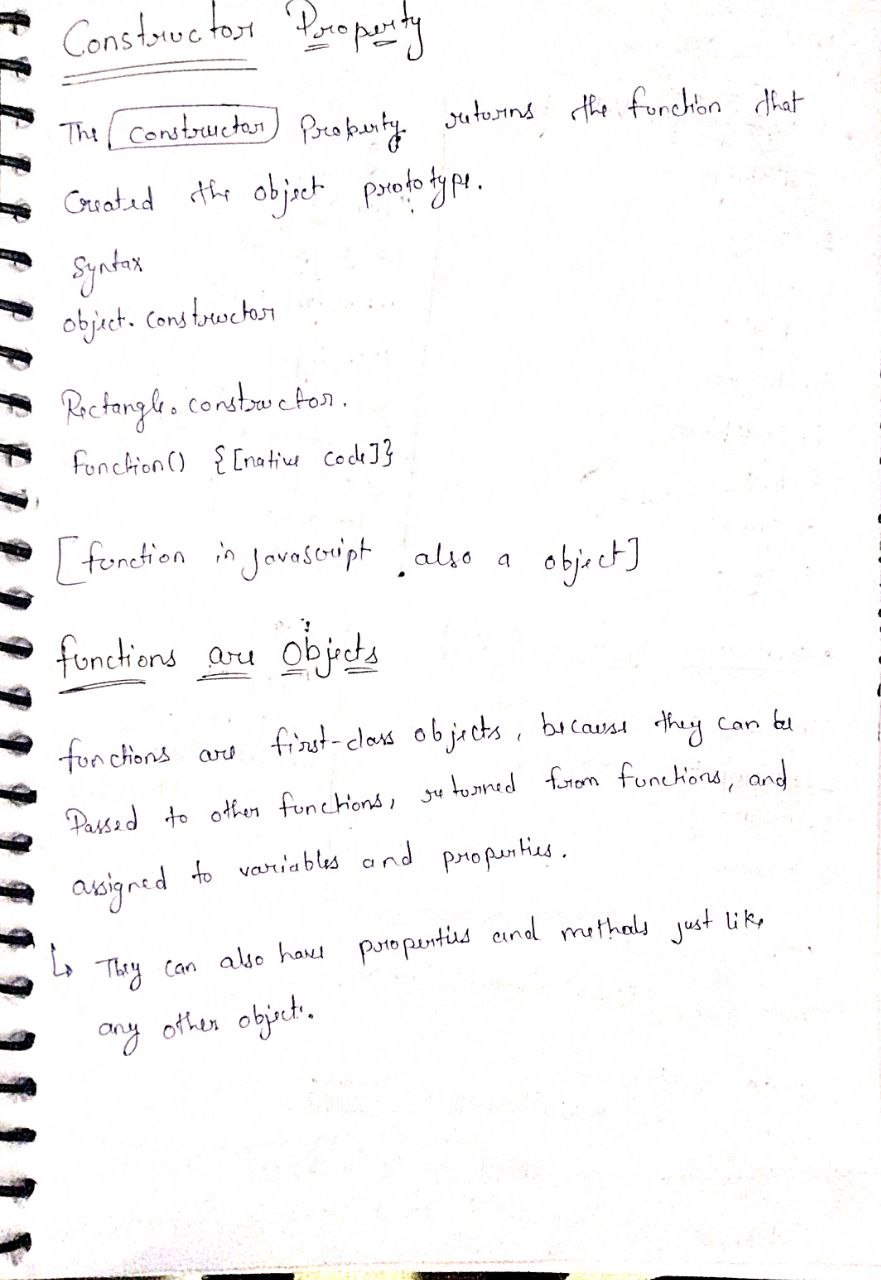 Constructor Property
The constructor Property returns the function that
Created the object prototype.
Syntax
object.constructor
Rectangle.constructor.
function() {[native code]}
[function in javascript also a object]
functions are Objects
functions are first-class objects, because they can be
Passed to other functions, returned from functions, and
assigned to variables and properties.
↳ They can also have properties and methods just like
any other object.